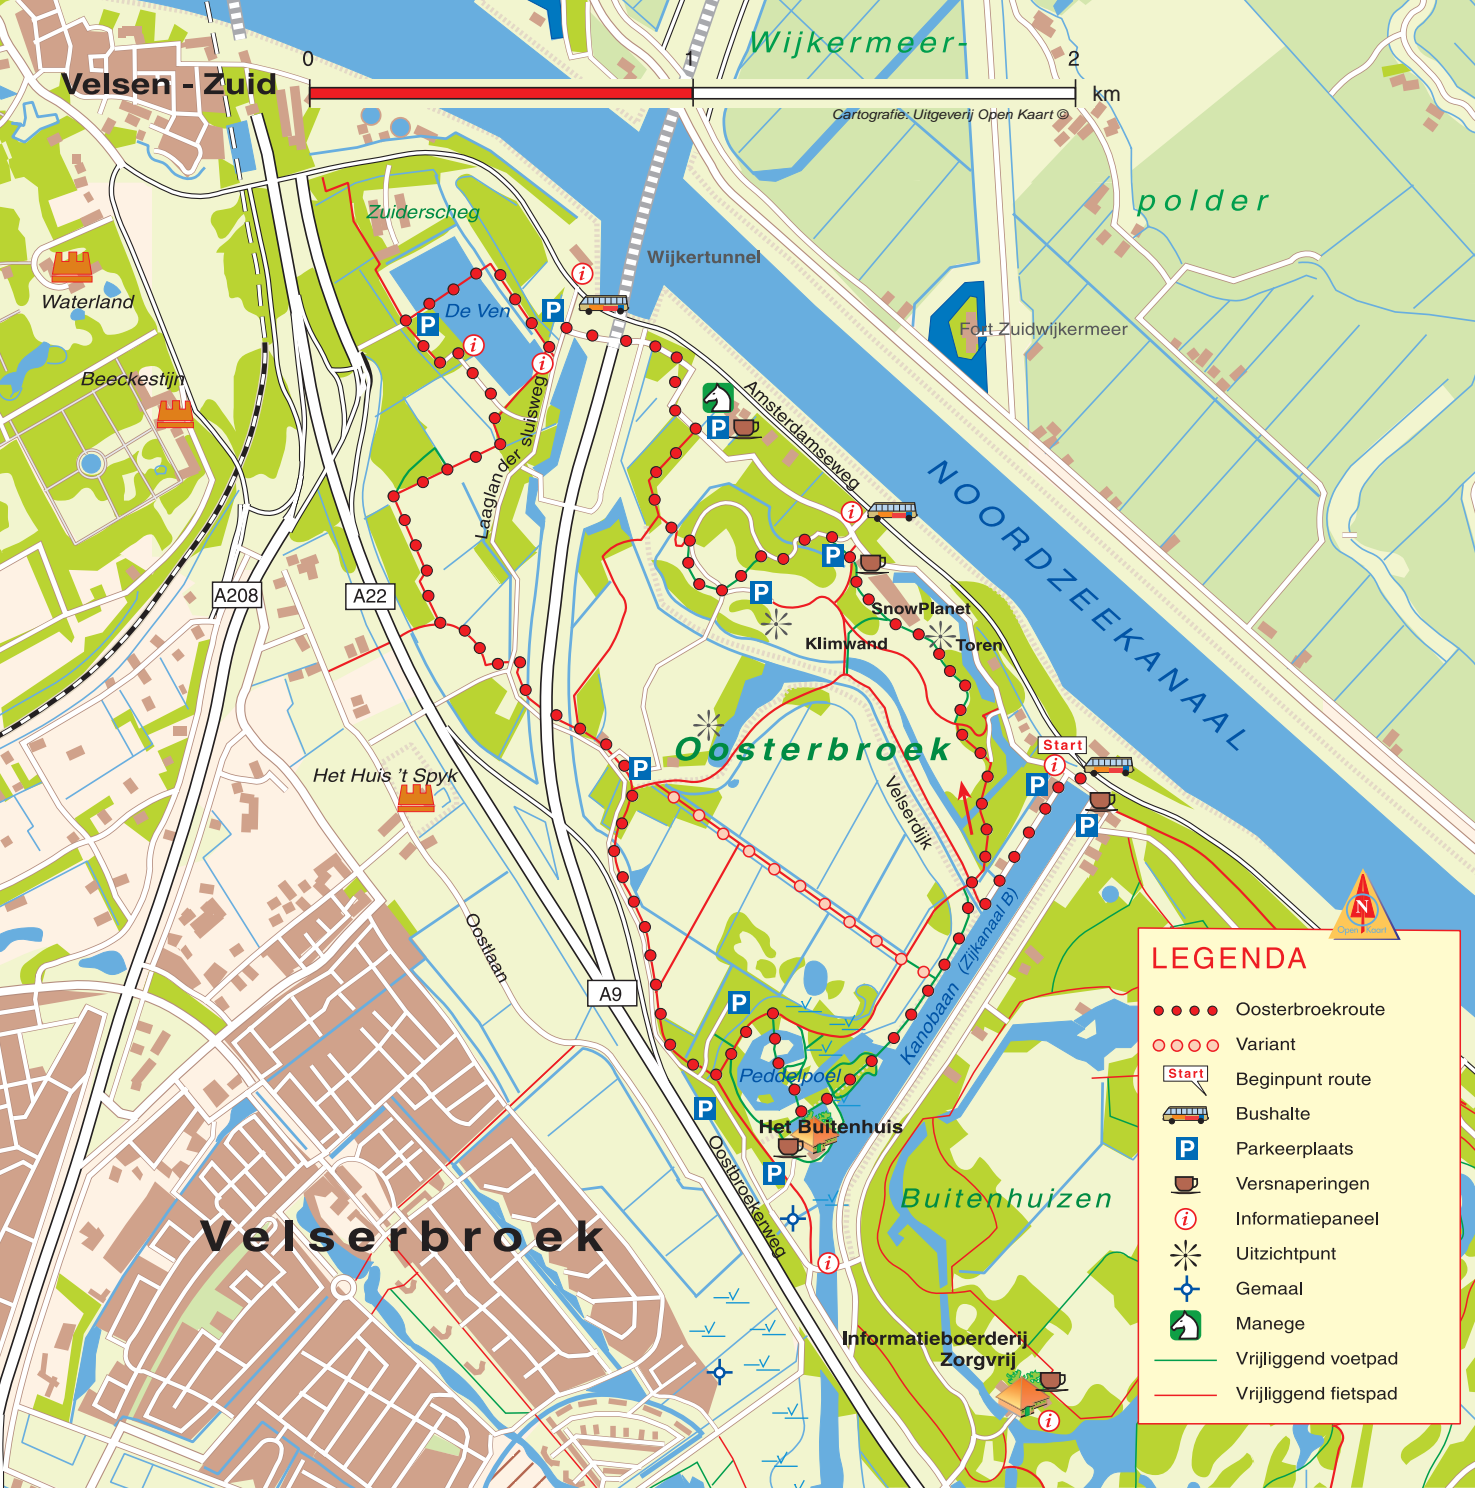 Wijkermeer-
0
1
2
km
Velsen - Zuid
Cartografie: Uitgeverij Open Kaart ©
polder
Zuiderscheg
Wijkertunnel
i
Waterland
De Ven
P
P
Fort Zuidwijkermeer
i
i
Beeckestijn
Laaglander sluisweg
Amsterdamseweg
P
NOORDZEEKANAAL
i
P
A208
A22
P
SnowPlanet
Klimwand
Toren
Oosterbroek
Start
i
P
P
Het Huis 't Spyk
Velserdijk
P
Oostlaan
Kanobaan (Zijkanaal B)
A9
P
Peddelpoel
P
Het Buitenhuis
P
Oostbroekerweg
Buitenhuizen
Velserbroek
i
Informatieboerderij
Zorgvrij
i
N
Open Kaart
LEGENDA
Oosterbroekroute
Variant
Start
Beginpunt route
Bushalte
P
Parkeerplaats
Versnaperingen
i
Informatiepaneel
Uitzichtpunt
Gemaal
Manege
Vrijliggend voetpad
Vrijliggend fietspad